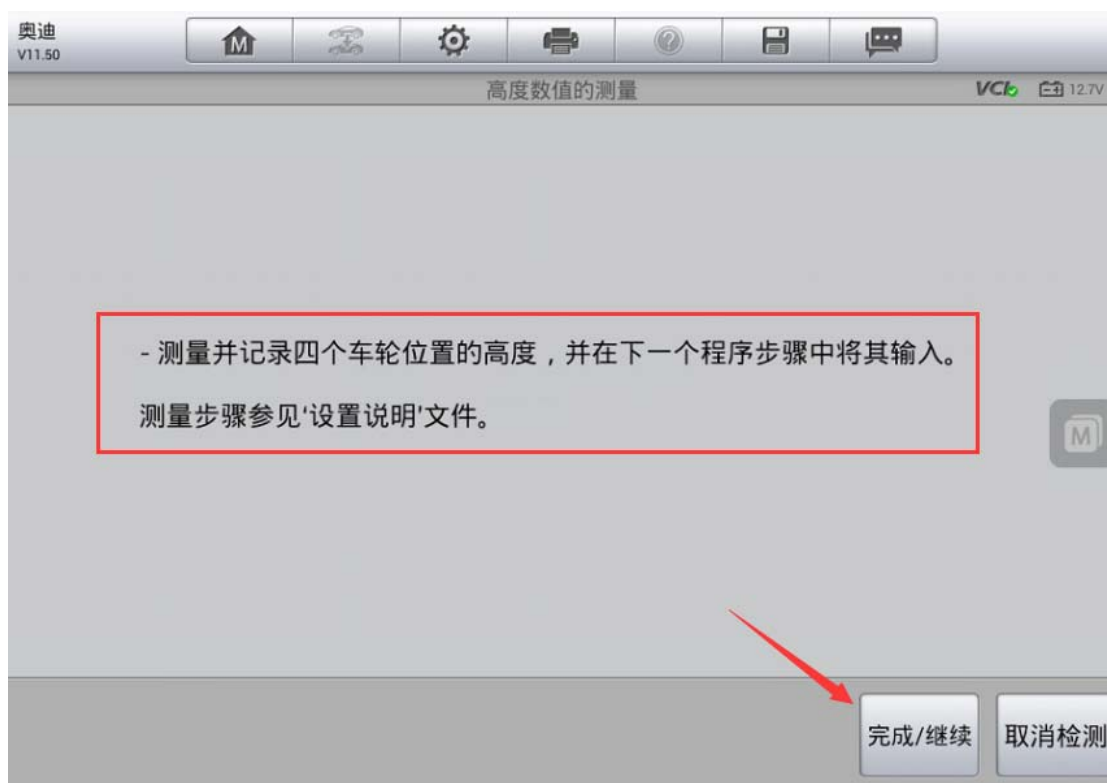 奥迪
V11.50
M
高度数值的测量
VCI 12.7V
- 测量并记录四个车轮位置的高度，并在下一个程序步骤中将其输入。
测量步骤参见‘设置说明’文件。
M
完成/继续
取消检测